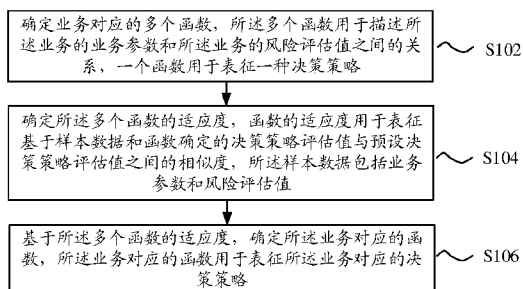 确定业务对应的多个函数，所述多个函数用于描述所
述业务的业务参数和所述业务的风险评估值之间的关
系，一个函数用于表征一种决策策略
S102
确定所述多个函数的适应度，函数的适应度用于表征
基于样本数据和函数确定的决策策略评估值与预设决
策策略评估值之间的相似度，所述样本数据包括业务
参数和风险评估值
S104
基于所述多个函数的适应度，确定所述业务对应的函
数，所述业务对应的函数用于表征所述业务对应的决
策策略
S106